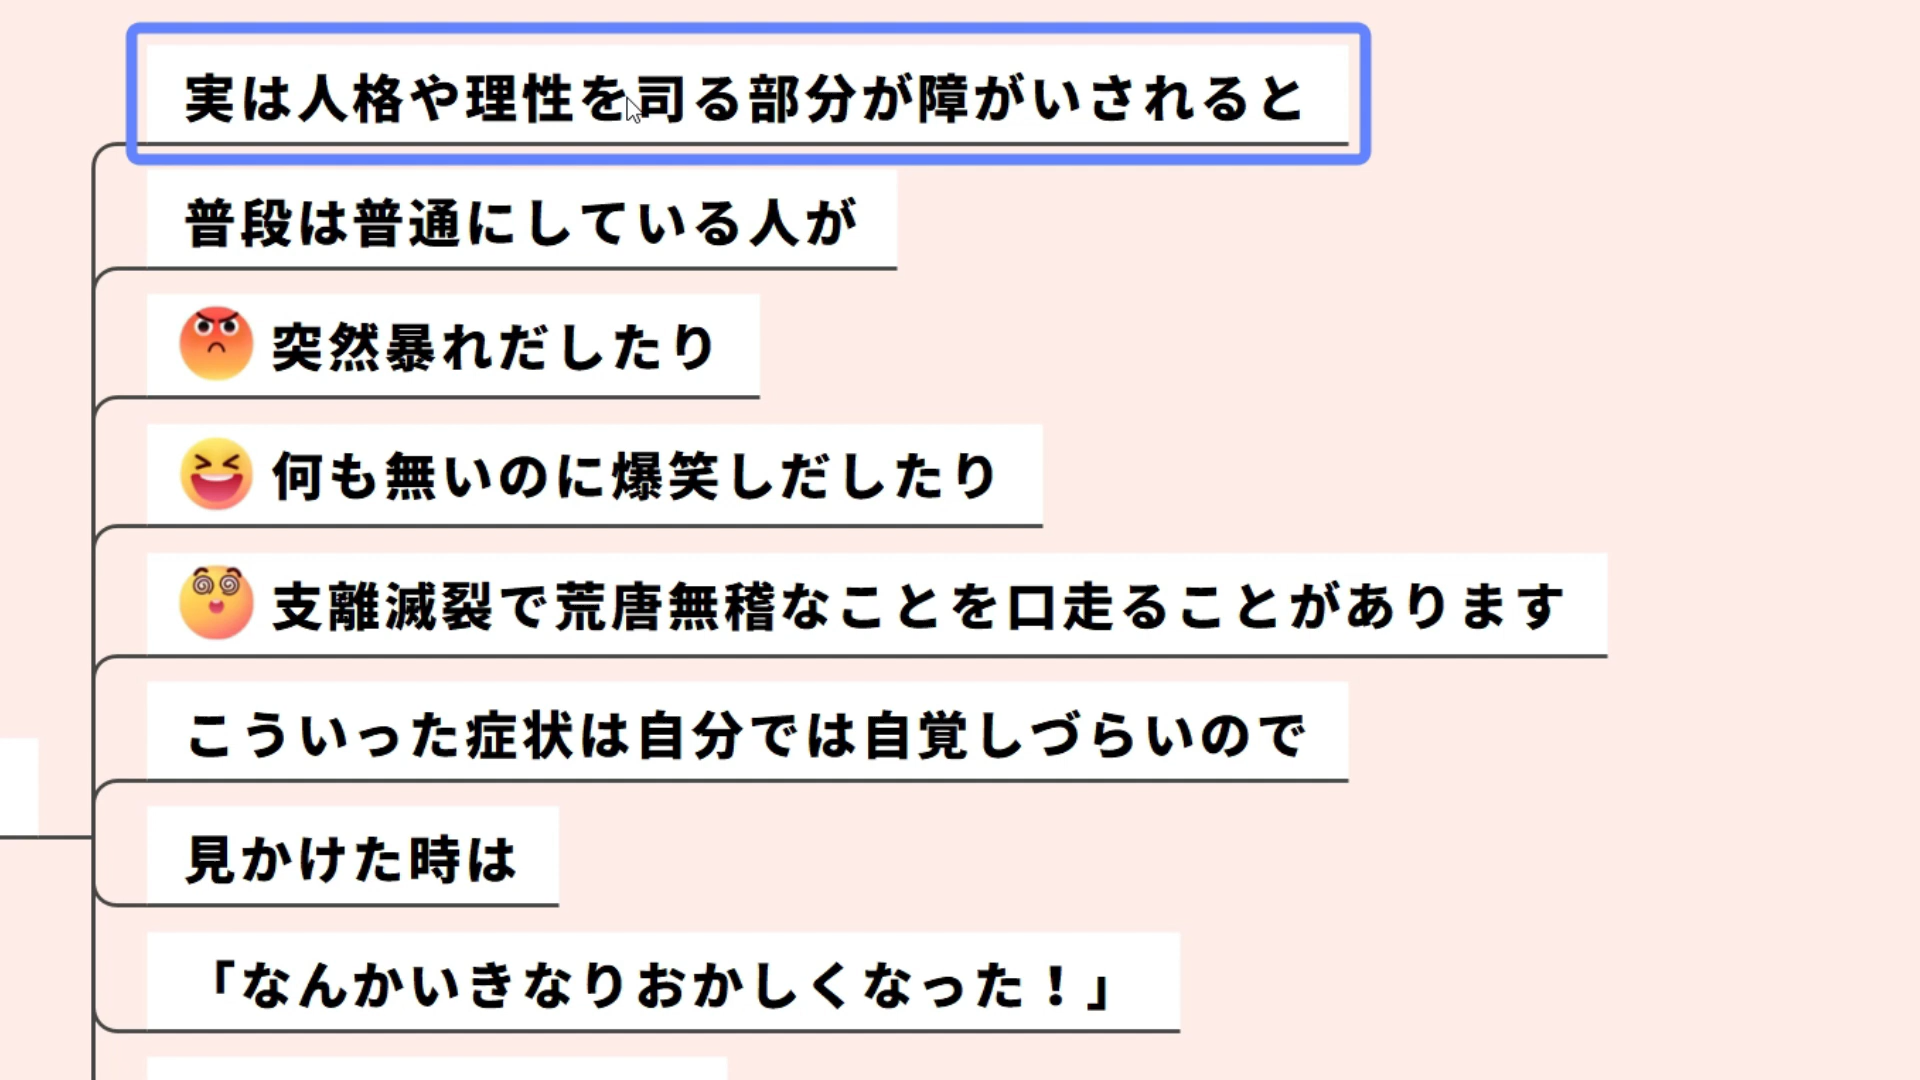 実は人格や理性を司る部分が障がいされると
普段は普通にしている人が
突然暴れだしたり
何も無いのに爆笑しだしたり
支離滅裂で荒唐無稽なことを口走ることがあります
こういった症状は自分では自覚しづらいので
見かけた時は
「なんかいきなりおかしくなった！」